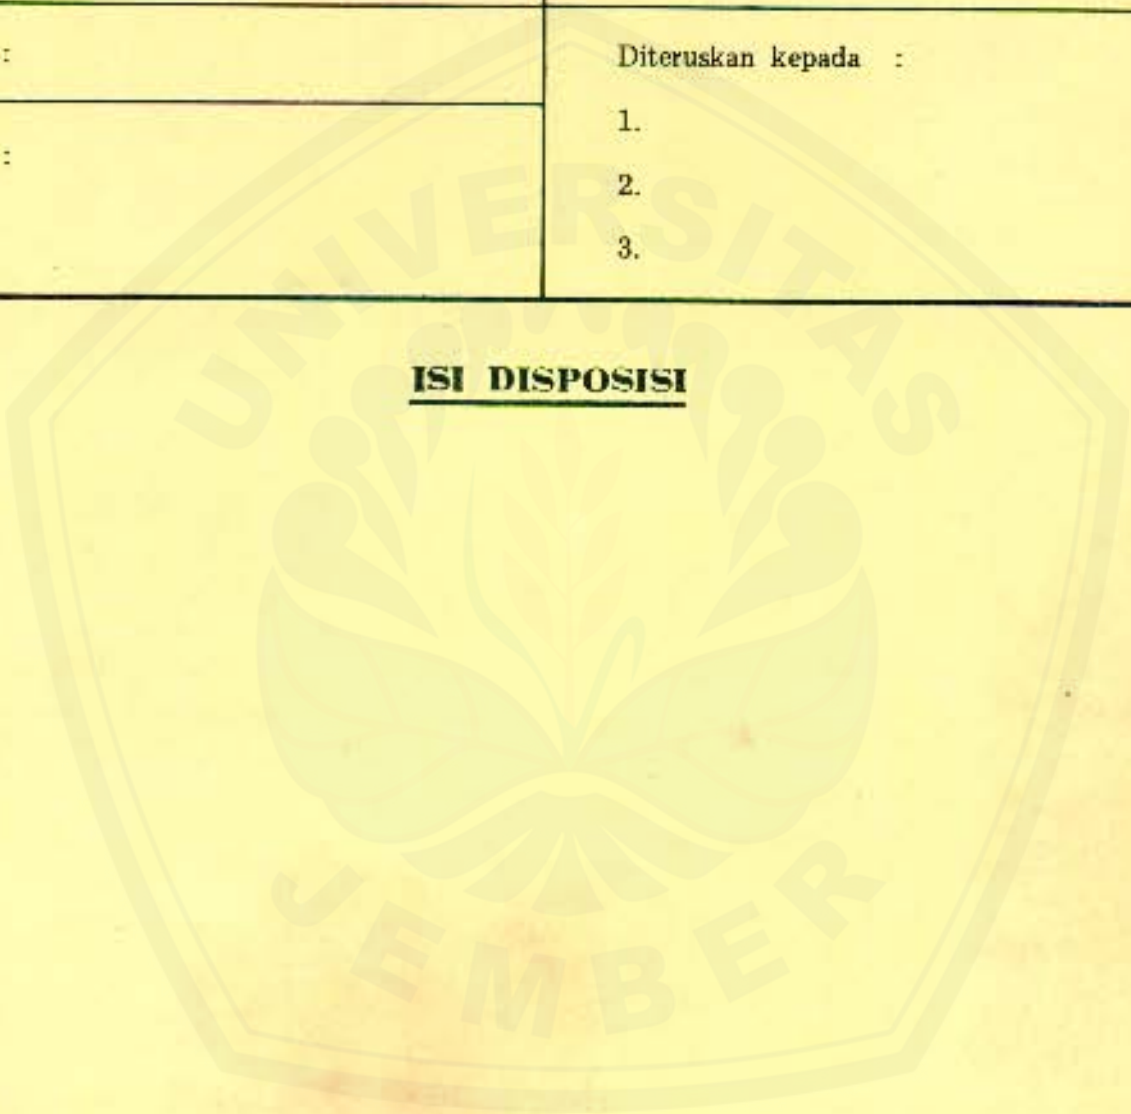 :
Diteruskan kepada :
1.
:
2.
3.
ISI DISPOSISI
UNIVERSITAS
JEMBER